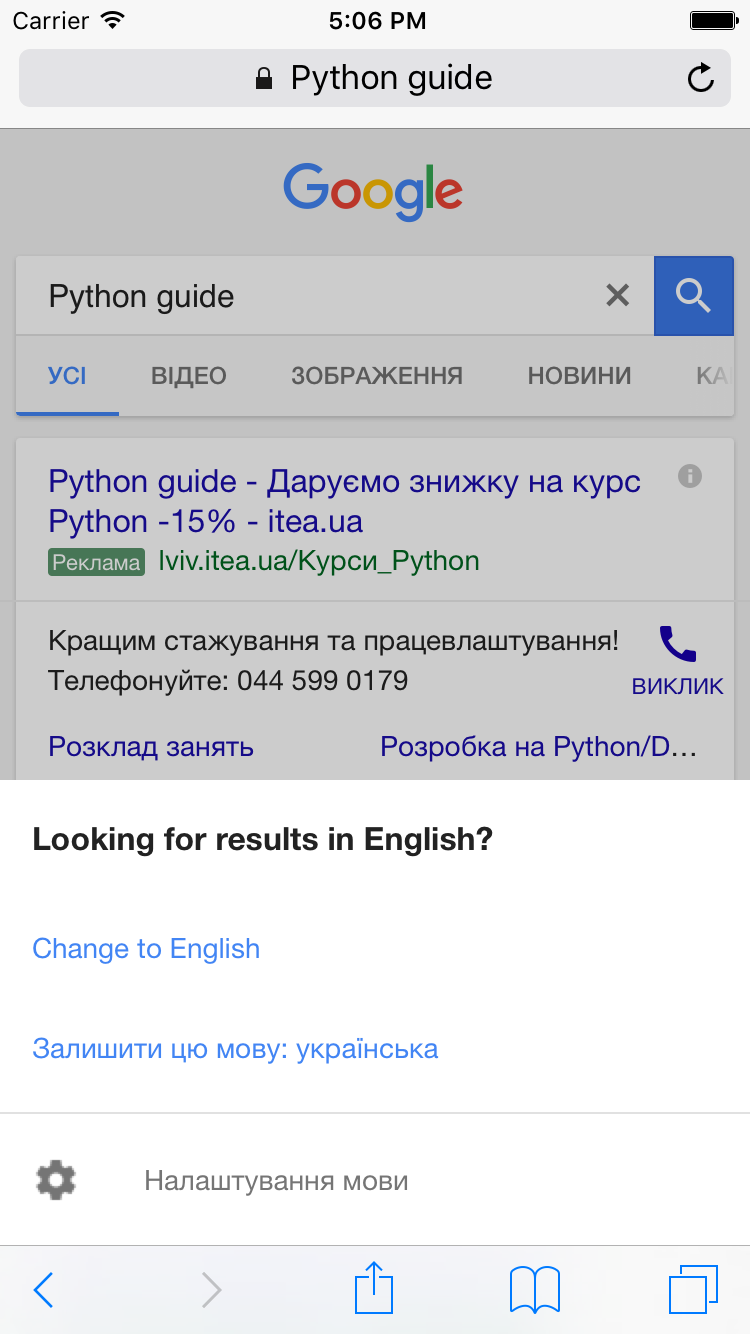 Carrier 5:06 PM
Python guide
Google
Python guide
УСІ ВІДЕО ЗОБРАЖЕННЯ НОВИНИ КА
Python guide - Даруємо знижку на курс
Python -15% - itea.ua
Реклама lviv.itea.ua/Курси_Python
Кращим стажування та працевлаштування!
Телефонуйте: 044 599 0179
ВИКЛИК
Розклад занять Розробка на Python/D…
Looking for results in English?
Change to English
Залишити цю мову: українська
Налаштування мови